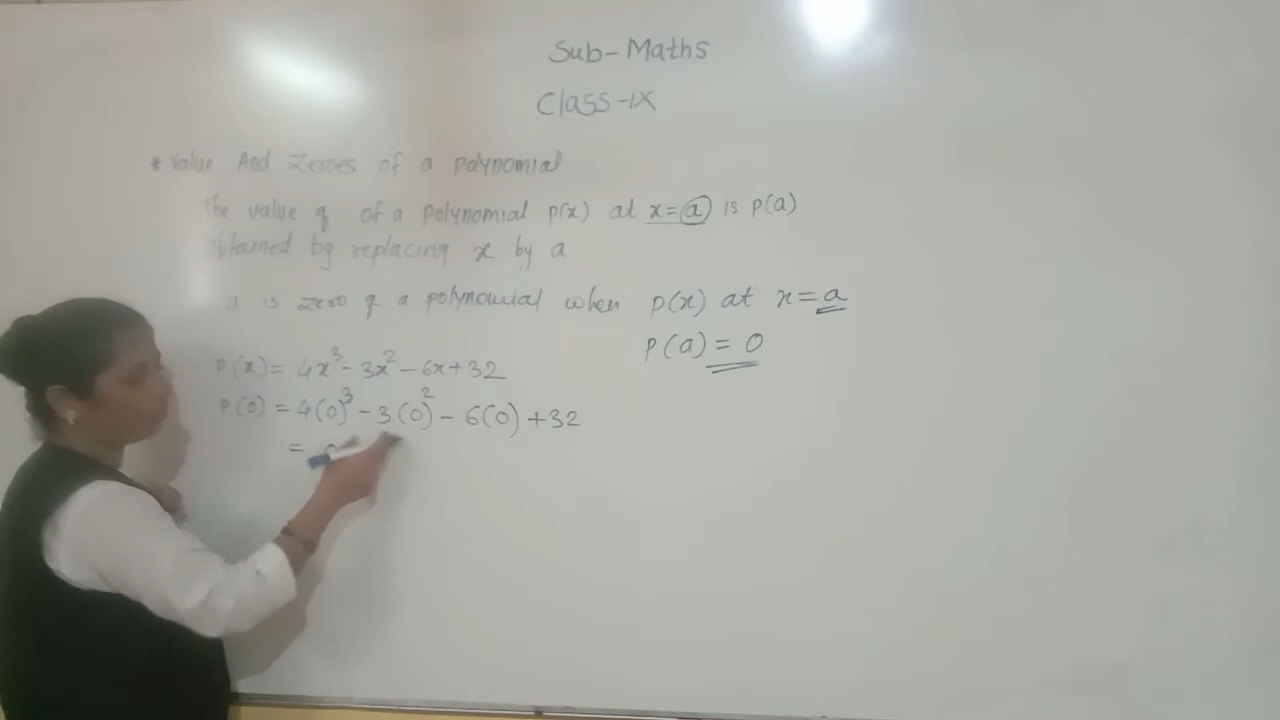 Sub-Maths
Class-IX
* Value And Zeroes of a polynomial
The value of of a polynomial p(x) at x=a is p(a)
obtained by replacing x by a
a is zero of a polynomial when p(x) at x=a
p(a) = 0
P(x) = 4x³ - 3x² - 6x + 32
P(0) = 4(0)³ - 3(0)² - 6(0) + 32
=